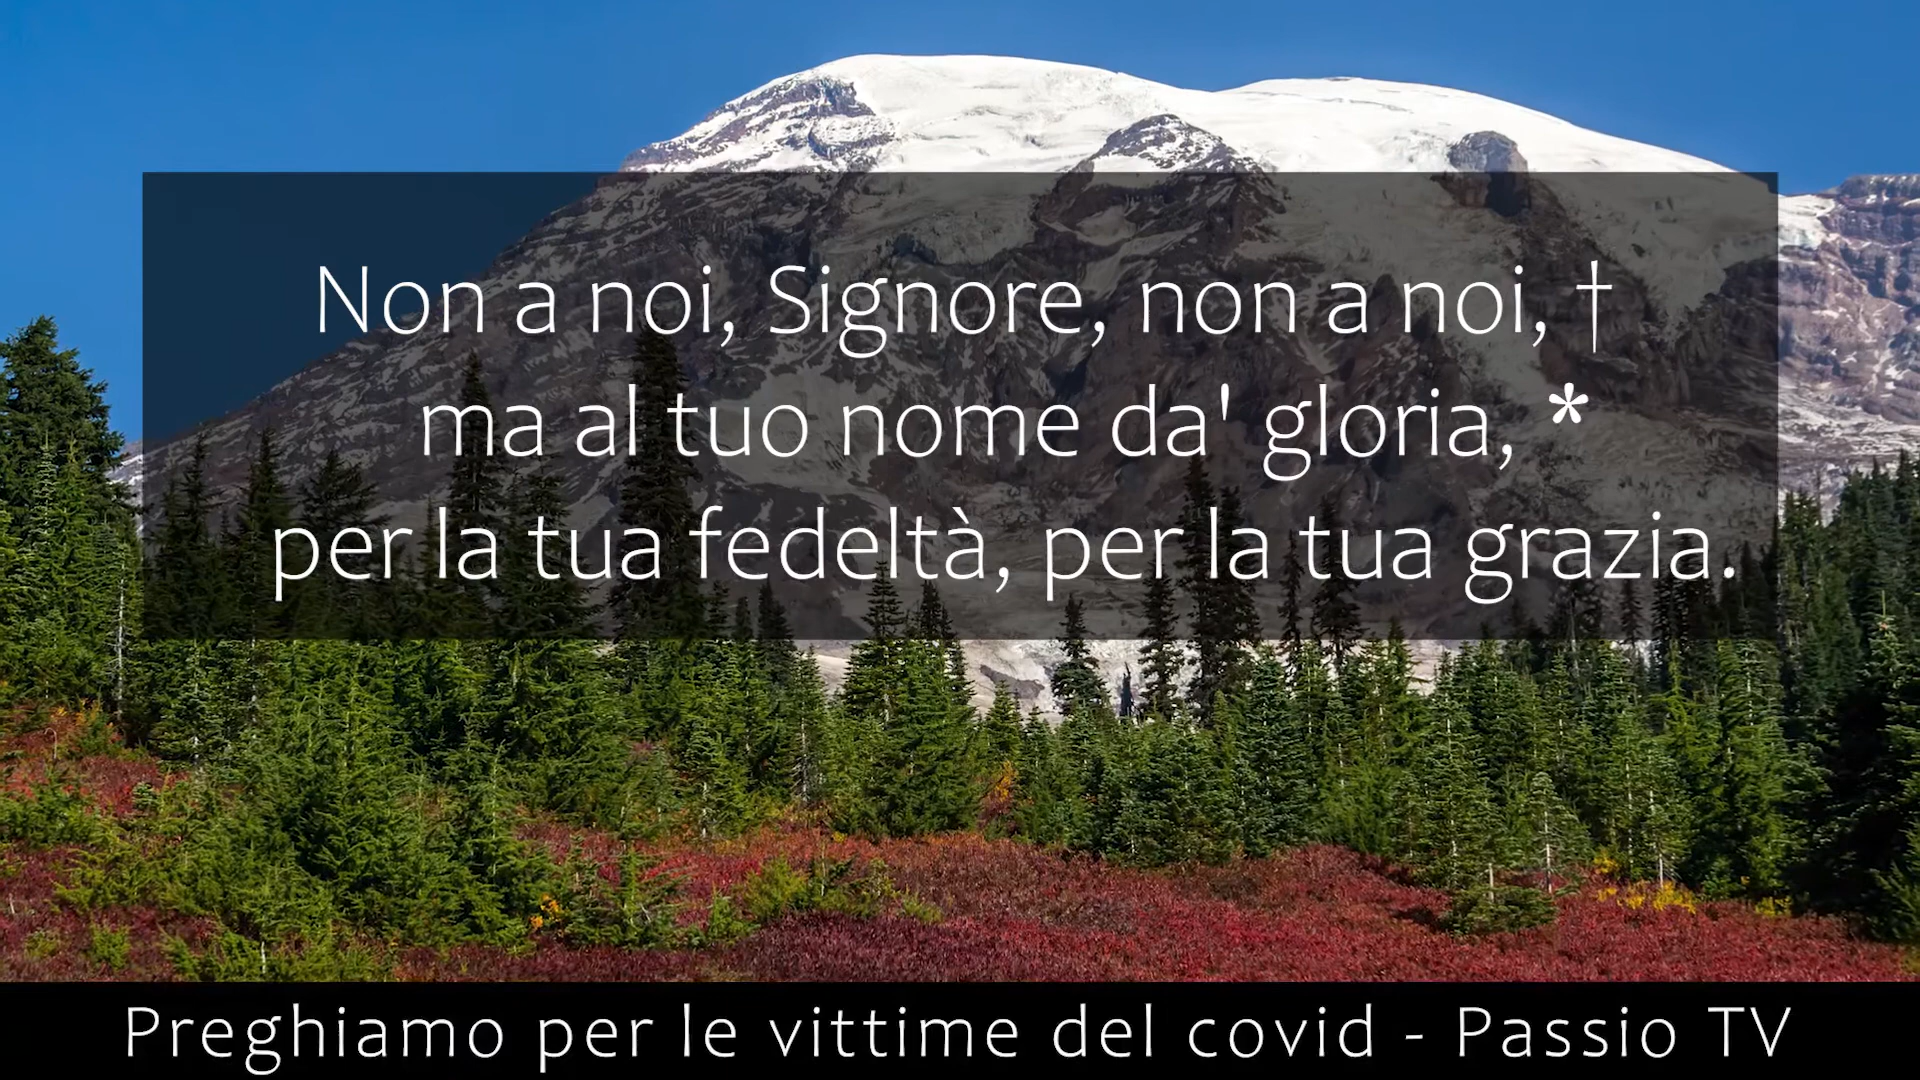 Non a noi, Signore, non a noi, †
ma al tuo nome da' gloria, *
per la tua fedeltà, per la tua grazia.
Preghiamo per le vittime del covid - Passio TV